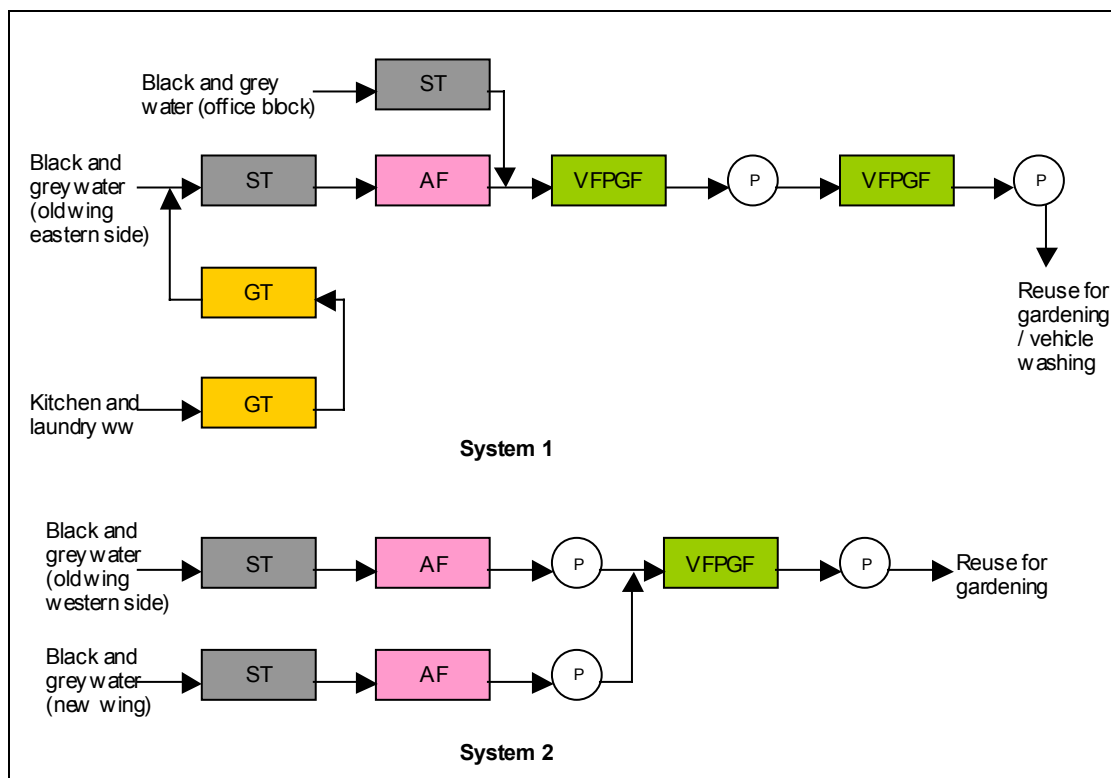 Black and grey
water (office block)
ST
Black and
grey water
(old wing
eastern side)
ST
AF
VFPGF
P
VFPGF
P
GT
Reuse for
gardening
/ vehicle
washing
Kitchen and
laundry ww
GT
System 1
Black and
grey water
(old wing
western side)
ST
AF
P
VFPGF
P
Reuse for
gardening
Black and
grey water
(new wing)
ST
AF
P
System 2